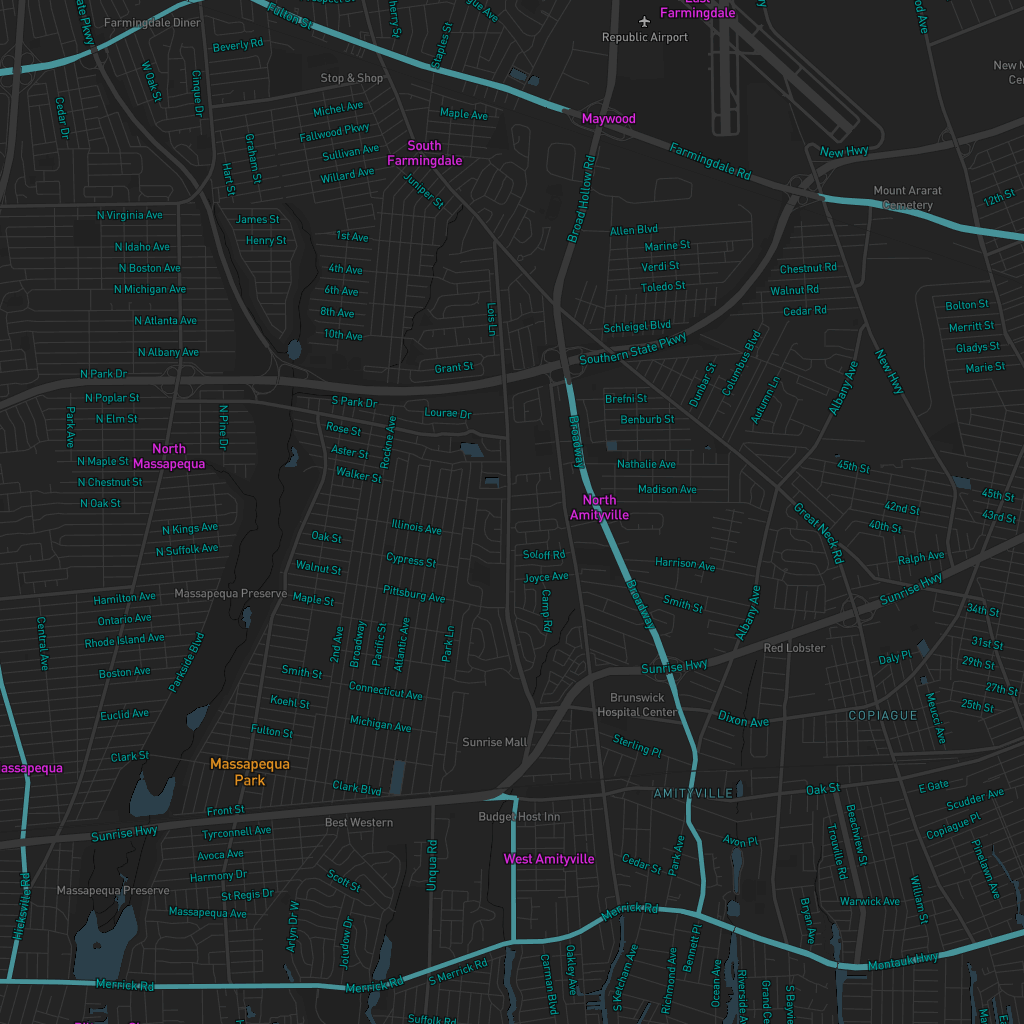 East
Farmingdale
Farmingdale Diner
Fulton St
Republic Airport
Beverly Rd
Staples St
Stop & Shop
W Oak St
Cinque Dr
Cedar Dr
Michel Ave
Maple Ave
Maywood
Fallwood Pkwy
Graham St
Sullivan Ave
South
Farmingdale
Farmingdale Rd
New Hwy
Hart St
Willard Ave
Juniper St
Broad Hollow Rd
Mount Ararat
Cemetery
12th St
N Virginia Ave
James St
Henry St
1st Ave
Allen Blvd
Marine St
N Idaho Ave
N Boston Ave
4th Ave
Verdi St
Chestnut Rd
N Michigan Ave
6th Ave
Toledo St
Walnut Rd
8th Ave
Cedar Rd
Bolton St
N Atlanta Ave
10th Ave
Lois Ln
Schleigel Blvd
Merritt St
N Albany Ave
Southern State Pkwy
Gladys St
Grant St
Marie St
N Park Dr
Dunbar St
Columbus Blvd
Autumn Ln
Albany Ave
New Hwy
N Poplar St
S Park Dr
Lourae Dr
Brefni St
N Elm St
Park Ave
N Pine Dr
Rose St
Rockne Ave
Benburb St
Broadway
North
Massapequa
N Maple St
Aster St
Walker St
Nathalie Ave
45th St
N Chestnut St
Madison Ave
45th St
N Oak St
North
Amityville
42nd St
43rd St
N Kings Ave
Illinois Ave
40th St
Great Neck Rd
N Suffolk Ave
Oak St
Cypress St
Soloff Rd
Ralph Ave
Walnut St
Joyce Ave
Harrison Ave
Massapequa Preserve
Sunrise Hwy
Hamilton Ave
Maple St
Pittsburg Ave
Camp Rd
Broadway
Smith St
Albany Ave
34th St
Ontario Ave
Central Ave
Rhode Island Ave
2nd Ave
Broadway
Pacific St
Atlantic Ave
Park Ln
31st St
Parkside Blvd
Red Lobster
Daly Pl
29th St
Boston Ave
Smith St
Sunrise Hwy
Connecticut Ave
27th St
Koehl St
Brunswick
Hospital Center
25th St
Meucci Ave
Euclid Ave
Michigan Ave
Dixon Ave
COPIAGUE
Fulton St
Sunrise Mall
Sterling Pl
Clark St
Massapequa
Park
Clark Blvd
AMITYVILLE
Oak St
E Gate
Scudder Ave
Front St
Budget Host Inn
Sunrise Hwy
Tyrconnell Ave
Best Western
Copiague Pl
Beachview St
Trouville Rd
Avon Pl
Avoca Ave
Unqua Rd
West Amityville
Cedar St
Park Ave
Pinelawn Ave
Harmony Dr
Scott St
Massapequa Preserve
St Regis Dr
Hicksville Rd
Massapequa Ave
Arlyn Dr W
Joludow Dr
Merrick Rd
William St
Warwick Ave
Bryan Ave
Bennett Pl
Merrick Rd
Merrick Rd
S Merrick Rd
Oakley Ave
Carman Blvd
S Ketcham Ave
Richmond Ave
Ocean Ave
Montauk Hwy
Suffolk Rd